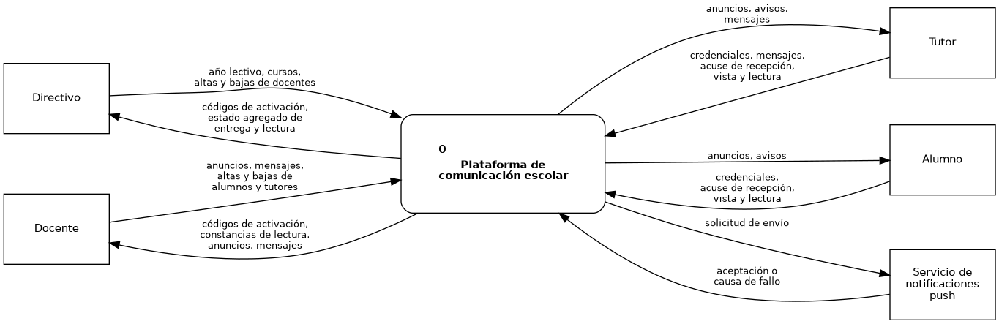 Directivo
año lectivo, cursos,
altas y bajas de docentes
códigos de activación,
estado agregado de
entrega y lectura
Docente
anuncios, mensajes,
altas y bajas de
alumnos y tutores
códigos de activación,
constancias de lectura,
anuncios, mensajes
0
Plataforma de
comunicación escolar
anuncios, avisos,
mensajes
credenciales, mensajes,
acuse de recepción,
vista y lectura
Tutor
anuncios, avisos
credenciales,
acuse de recepción,
vista y lectura
Alumno
solicitud de envío
aceptación o
causa de fallo
Servicio de
notificaciones
push